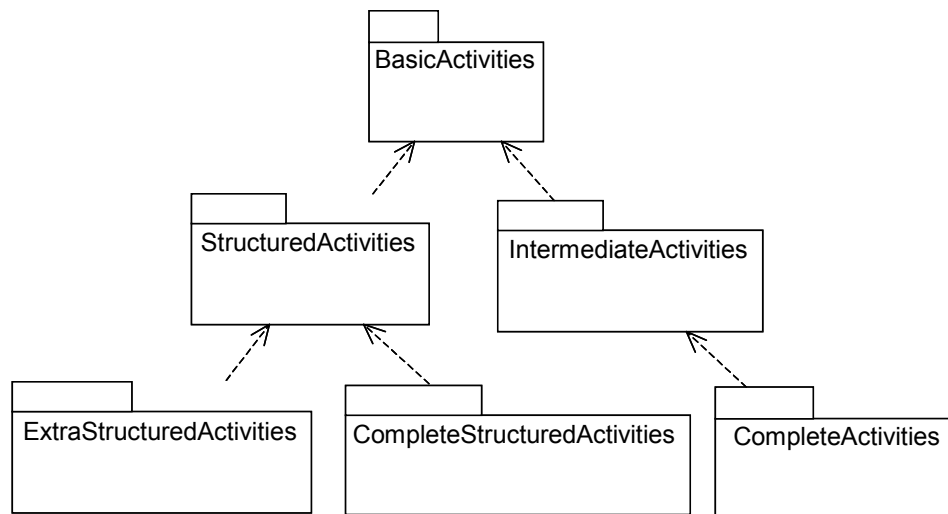 BasicActivities
StructuredActivities
IntermediateActivities
ExtraStructuredActivities
CompleteStructuredActivities
CompleteActivities